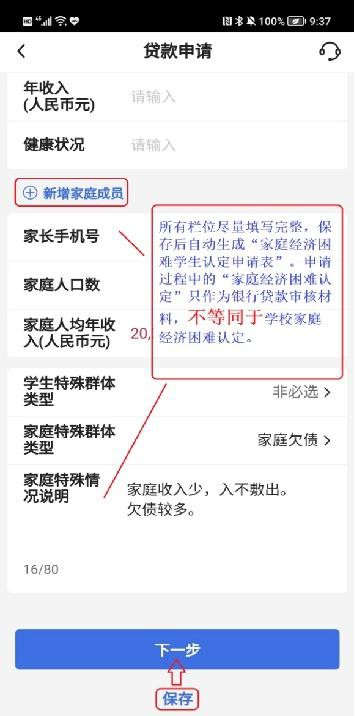 100% 9:37
贷款申请
年收入
(人民币元)
请输入
健康状况
请输入
新增家庭成员
所有栏位尽量填写完整，保
存后自动生成“家庭经济困
难学生认定申请表”。申请
过程中的“家庭经济困难认
定”只作为银行贷款审核材
料，不等同于学校家庭
经济困难认定。
家长手机号
家庭人口数
家庭人均年收
入(人民币元)
20,
学生特殊群体
类型
非必选
家庭特殊群体
类型
家庭欠债
家庭特殊情
况说明
家庭收入少，入不敷出。
欠债较多。
16/80
下一步
保存